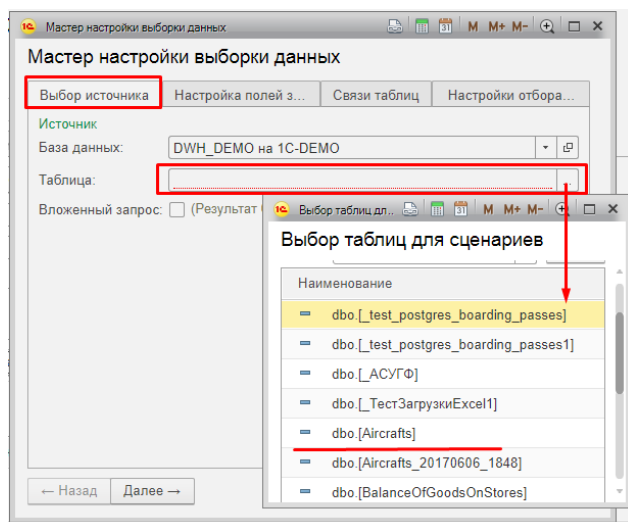 Мастер настройки выборки данных
M M+ M-
Мастер настройки выборки данных
Выбор источника
Настройка полей з...
Связи таблиц
Настройки отбора...
Источник
База данных: DWH_DEMO на 1C-DEMO
Таблица:
Вложенный запрос: (Результат
Выбор таблиц дл..
M M+ M-
Выбор таблиц для сценариев
Наименование
dbo.[_test_postgres_boarding_passes]
dbo.[_test_postgres_boarding_passes1]
dbo.[_АСУГФ]
dbo.[_ТестЗагрузкиExcel1]
dbo.[Aircrafts]
dbo.[Aircrafts_20170606_1848]
dbo.[BalanceOfGoodsOnStores]
← Назад
Далее →